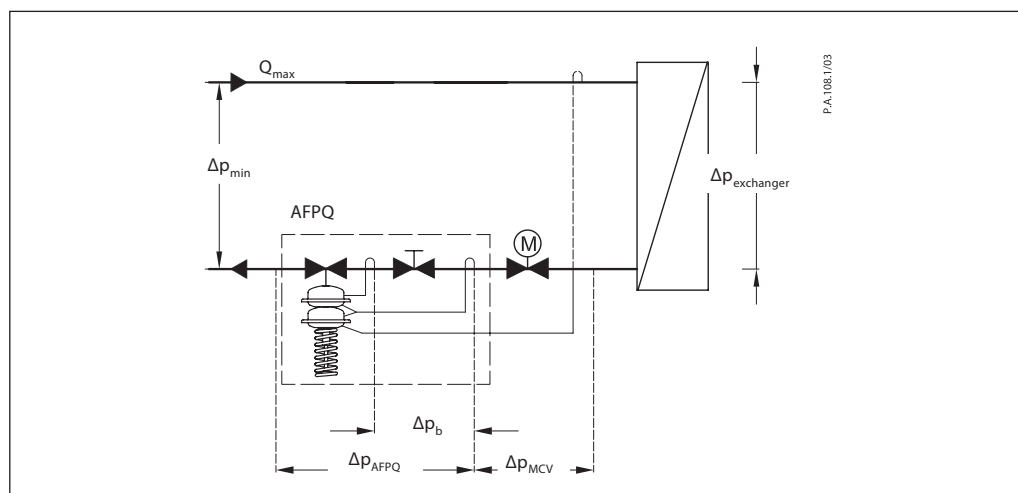 Qmax
P.A.108.1/03
Δpmin
Δpexchanger
AFPQ
M
Δpb
ΔpAFPQ
ΔpMCV